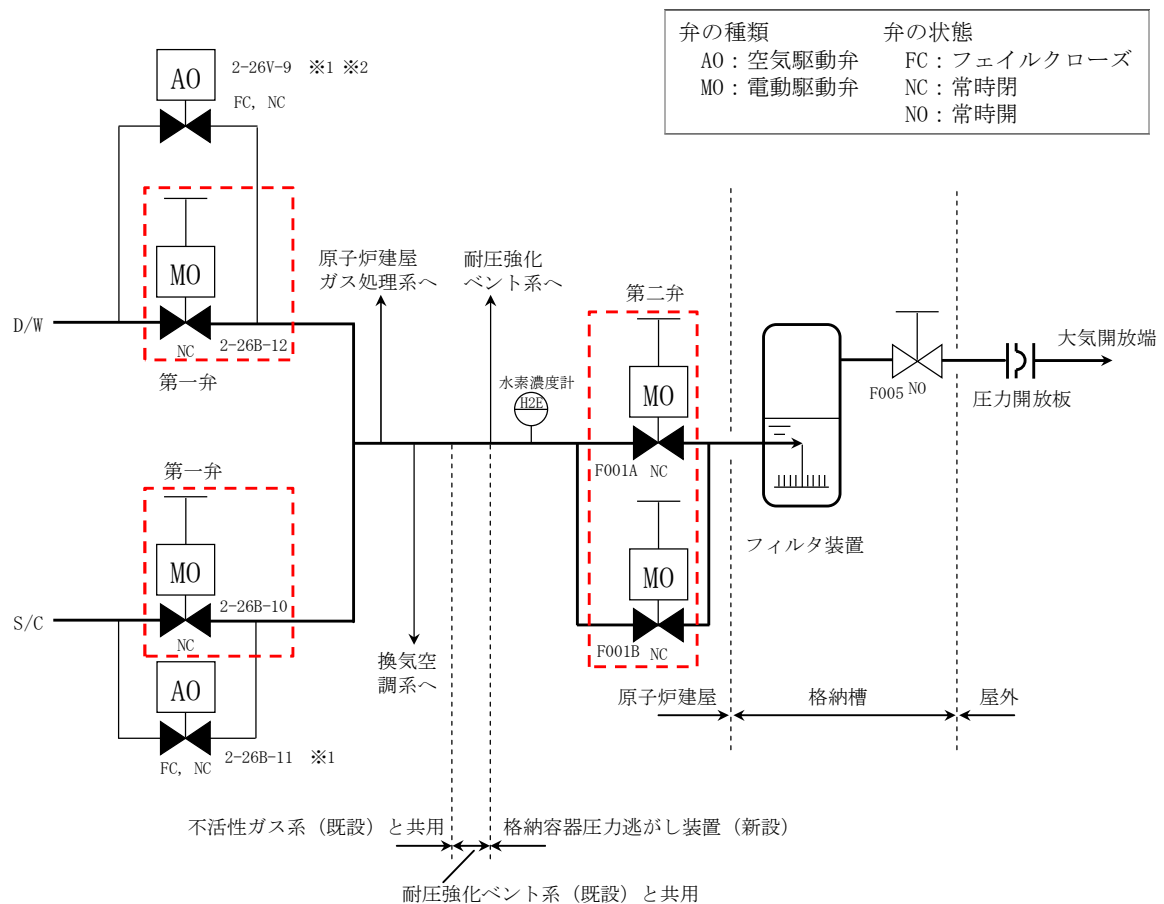 弁の種類
AO：空気駆動弁
MO：電動駆動弁
弁の状態
FC：フェイルクローズ
NC：常時閉
NO：常時開
AO
2-26V-9 ※1 ※2
FC, NC
MO
D/W
NC
2-26B-12
第一弁
原子炉建屋
ガス処理系へ
耐圧強化
ベント系へ
第二弁
水素濃度計
H2E
MO
F001A NC
MO
F001B NC
F005 NO
圧力開放板
大気開放端
フィルタ装置
第一弁
MO
S/C
NC
2-26B-10
AO
FC, NC
2-26B-11 ※1
換気空
調系へ
原子炉建屋
格納槽
屋外
不活性ガス系（既設）と共用
格納容器圧力逃がし装置（新設）
耐圧強化ベント系（既設）と共用